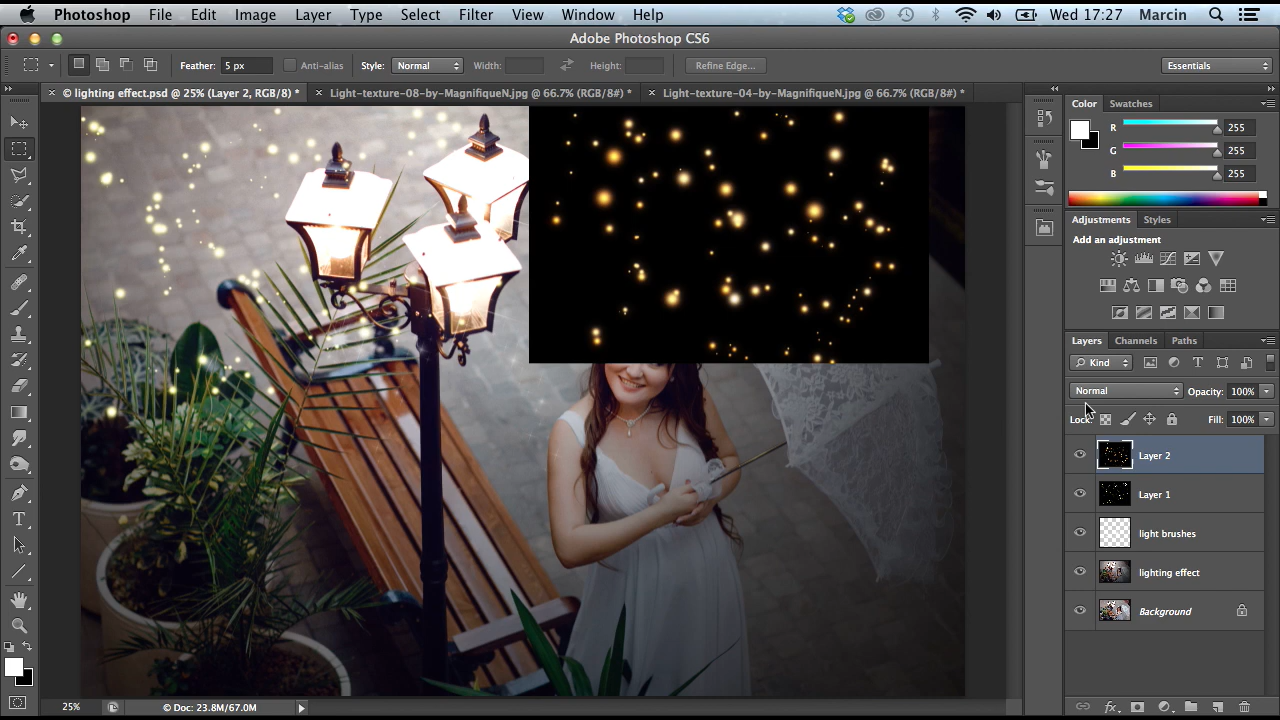 Photoshop File Edit Image Layer Type Select Filter View Window Help Wed 17:27 Marcin
Adobe Photoshop CS6
Feather: 5 px Anti-alias Style: Normal Width: Height: Refine Edge... Essentials
× © lighting effect.psd @ 25% (Layer 2, RGB/8) * × Light-texture-08-by-MagnifiqueN.jpg @ 66.7% (RGB/8#) * × Light-texture-04-by-MagnifiqueN.jpg @ 66.7% (RGB/8#) *
Color Swatches
R 255
G 255
B 255
Adjustments Styles
Add an adjustment
Layers Channels Paths
Kind T
Normal Opacity: 100%
Lock: Fill: 100%
Layer 2
Layer 1
light brushes
lighting effect
Background
T
25% © Doc: 23.8M/67.0M
fx